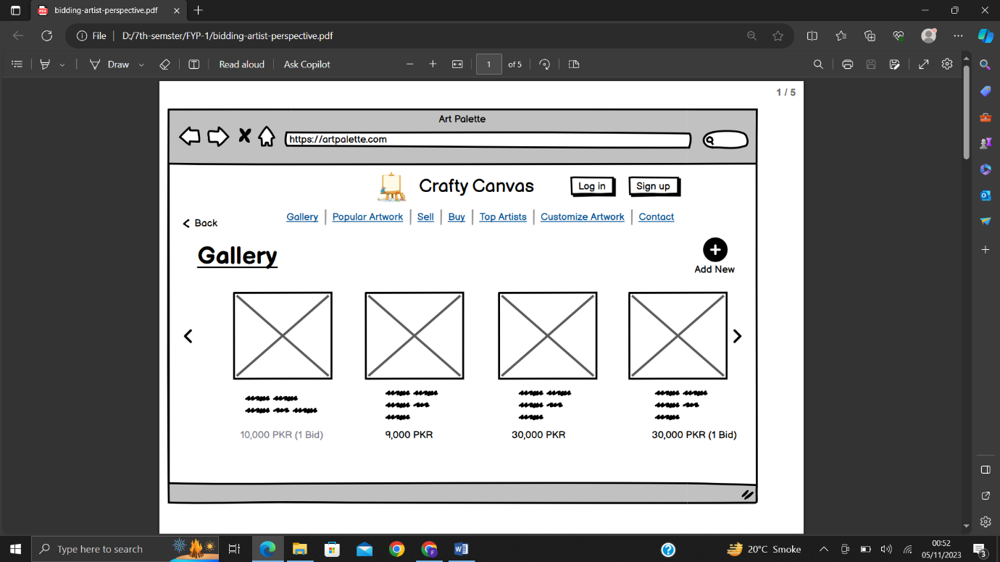 bidding-artist-perspective.pdf
File D:/7th-semster/FYP-1/bidding-artist-perspective.pdf
Draw Read aloud Ask Copilot 1 of 5
1 / 5
Art Palette
https://artpalette.com
Crafty Canvas Log in Sign up
Gallery Popular Artwork Sell Buy Top Artists Customize Artwork Contact
Back
Gallery
Add New
10,000 PKR (1 Bid) 9,000 PKR 30,000 PKR 30,000 PKR (1 Bid)
Type here to search 20°C Smoke 00:52
05/11/2023 3